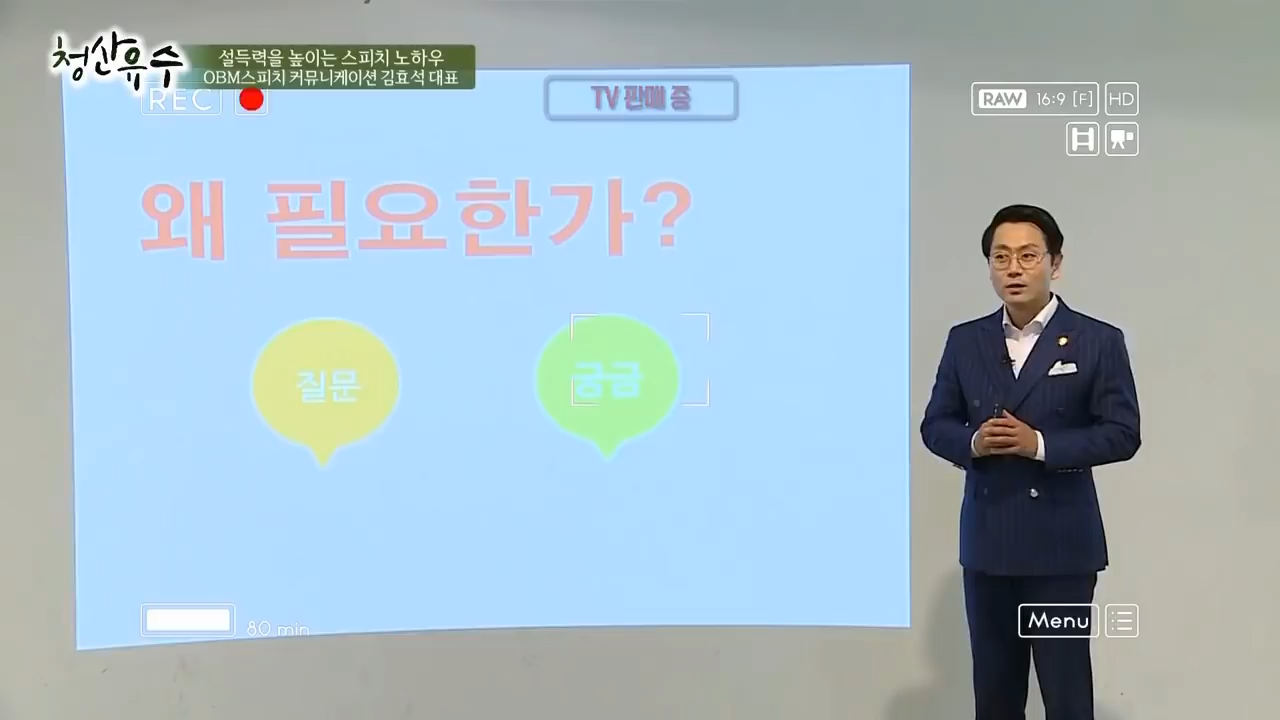 청산유수
설득력을 높이는 스피치 노하우
OBM스피치 커뮤니케이션 김효석 대표
REC
TV 판매 중
RAW 16:9 [F] HD
왜 필요한가?
질문
궁금
80 min
Menu